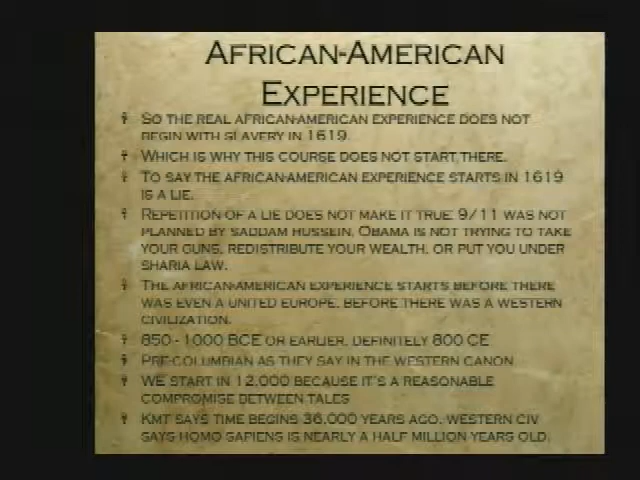 AFRICAN-AMERICAN
EXPERIENCE
SO THE REAL AFRICAN-AMERICAN EXPERIENCE DOES NOT
BEGIN WITH SLAVERY IN 1619.
WHICH IS WHY THIS COURSE DOES NOT START THERE.
TO SAY THE AFRICAN-AMERICAN EXPERIENCE STARTS IN 1619
IS A LIE.
REPETITION OF A LIE DOES NOT MAKE IT TRUE: 9/11 WAS NOT
PLANNED BY SADDAM HUSSEIN, OBAMA IS NOT TRYING TO TAKE
YOUR GUNS, REDISTRIBUTE YOUR WEALTH, OR PUT YOU UNDER
SHARIA LAW.
THE AFRICAN-AMERICAN EXPERIENCE STARTS BEFORE THERE
WAS EVEN A UNITED EUROPE, BEFORE THERE WAS A WESTERN
CIVILIZATION.
850 - 1000 BCE OR EARLIER, DEFINITELY 800 CE
PRE-COLUMBIAN AS THEY SAY IN THE WESTERN CANON
WE START IN 12,000 BECAUSE IT'S A REASONABLE
COMPROMISE BETWEEN TALES
KMT SAYS TIME BEGINS 36,000 YEARS AGO, WESTERN CIV
SAYS HOMO SAPIENS IS NEARLY A HALF MILLION YEARS OLD.